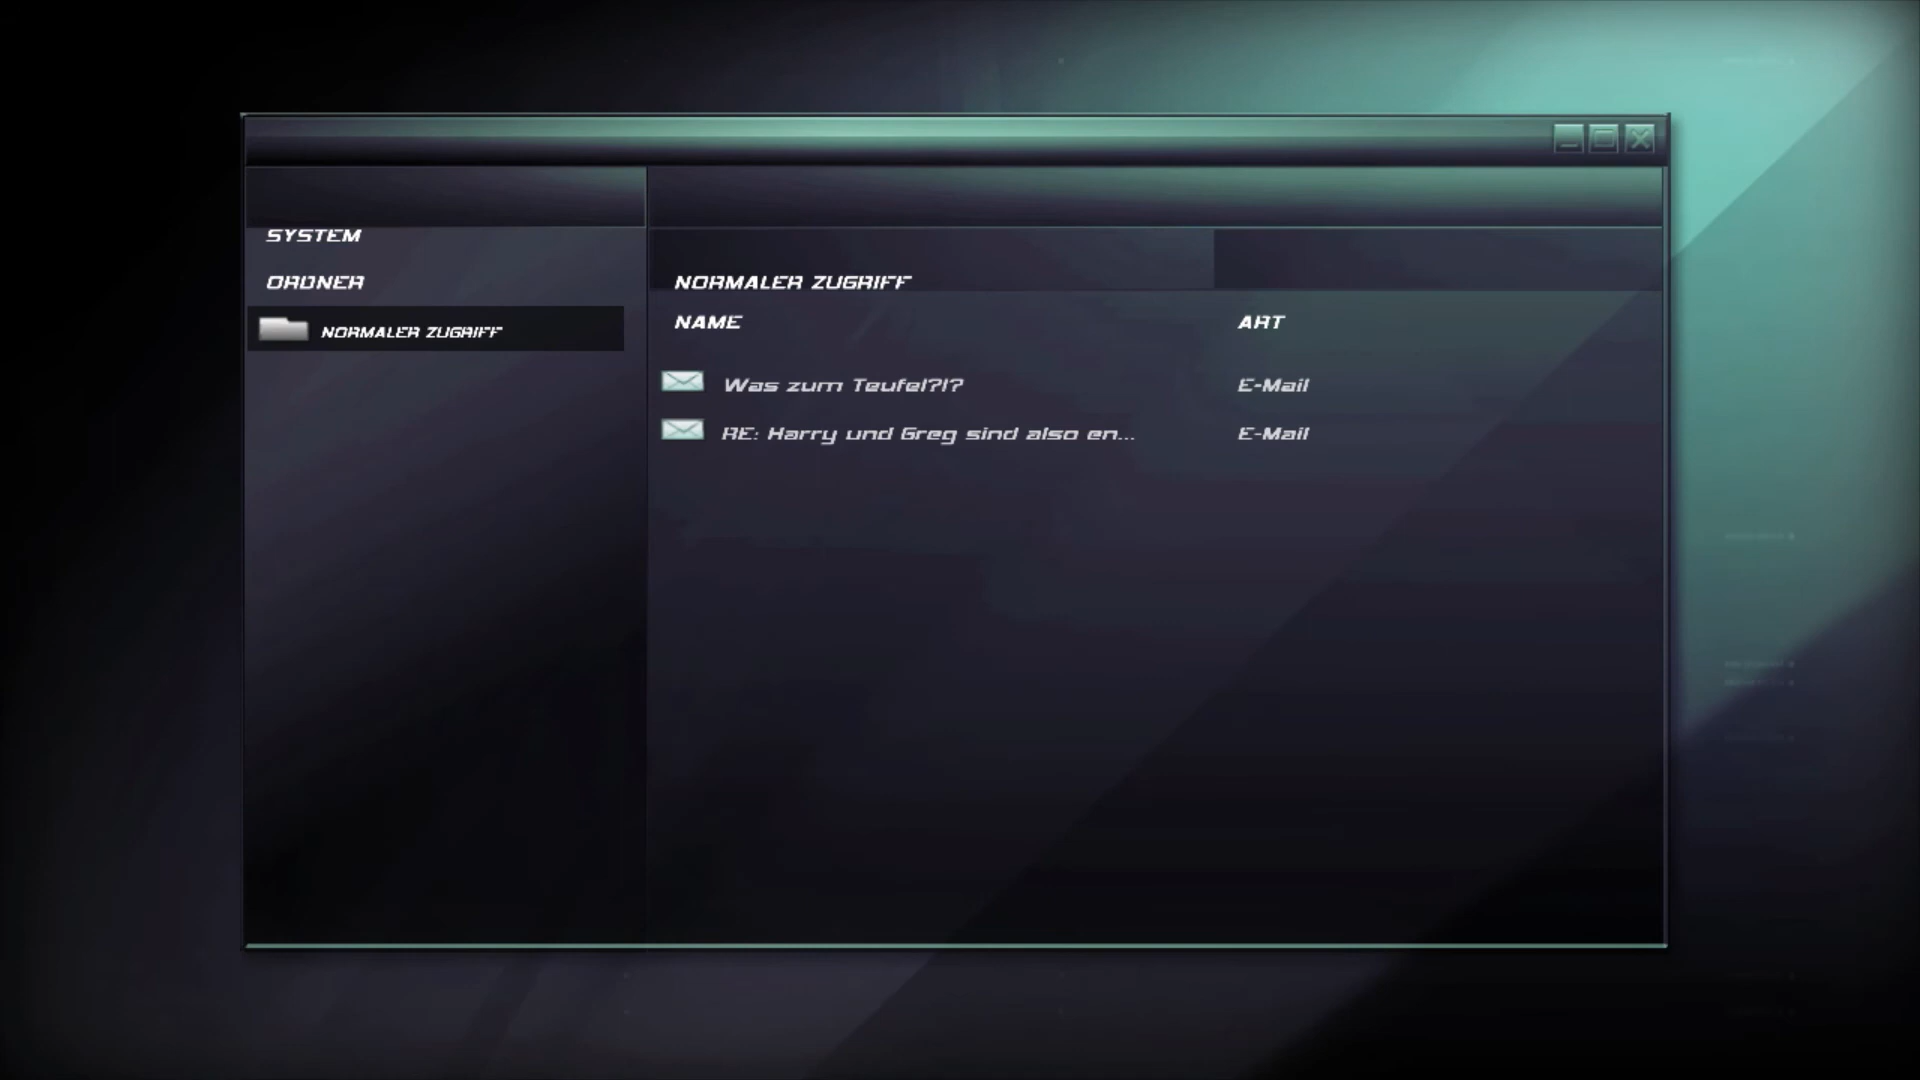 SYSTEM
ORDNER
NORMALER ZUGRIFF
NORMALER ZUGRIFF
NAME ART
Was zum Teufel?!? E-Mail
RE: Harry und Greg sind also en... E-Mail